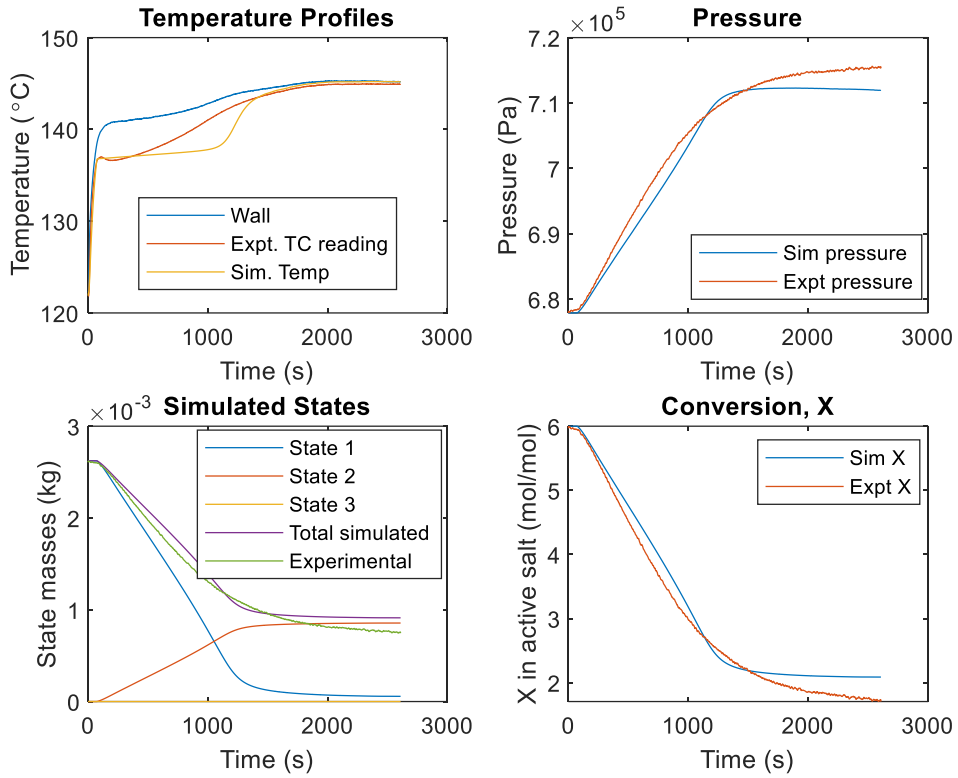 Temperature Profiles
150
140
130
120
Temperature (°C)
Wall
Expt. TC reading
Sim. Temp
0
1000
2000
3000
Time (s)
Pressure
×10⁵
7.2
7.1
7
6.9
6.8
Pressure (Pa)
Sim pressure
Expt pressure
0
1000
2000
3000
Time (s)
Simulated States
×10⁻³
3
2
1
0
State masses (kg)
State 1
State 2
State 3
Total simulated
Experimental
0
1000
2000
3000
Time (s)
Conversion, X
6
5
4
3
2
X in active salt (mol/mol)
Sim X
Expt X
0
1000
2000
3000
Time (s)